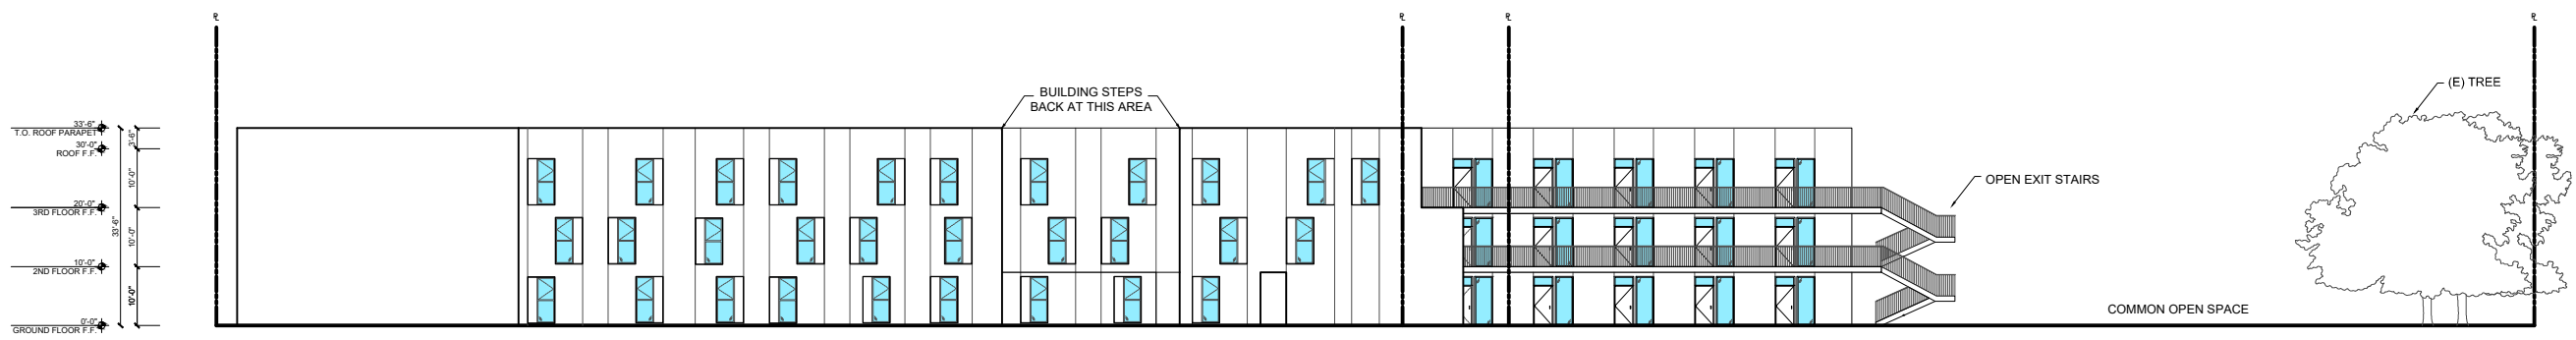 ℄
℄
℄
℄
BUILDING STEPS
BACK AT THIS AREA
(E) TREE
33'-6"
T.O. ROOF PARAPET
30'-0"
ROOF F.F.
20'-0"
3RD FLOOR F.F.
10'-0"
2ND FLOOR F.F.
0'-0"
GROUND FLOOR F.F.
33'-6"
3'-6"
10'-0"
10'-0"
10'-0"
OPEN EXIT STAIRS
COMMON OPEN SPACE